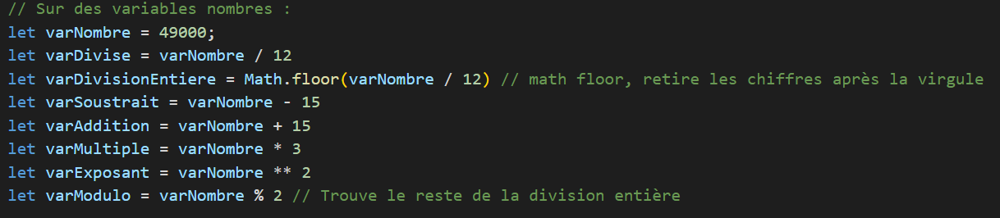 // Sur des variables nombres :
let varNombre = 49000;
let varDivise = varNombre / 12
let varDivisionEntiere = Math.floor(varNombre / 12) // math floor, retire les chiffres après la virgule
let varSoustrait = varNombre - 15
let varAddition = varNombre + 15
let varMultiple = varNombre * 3
let varExposant = varNombre ** 2
let varModulo = varNombre % 2 // Trouve le reste de la division entière